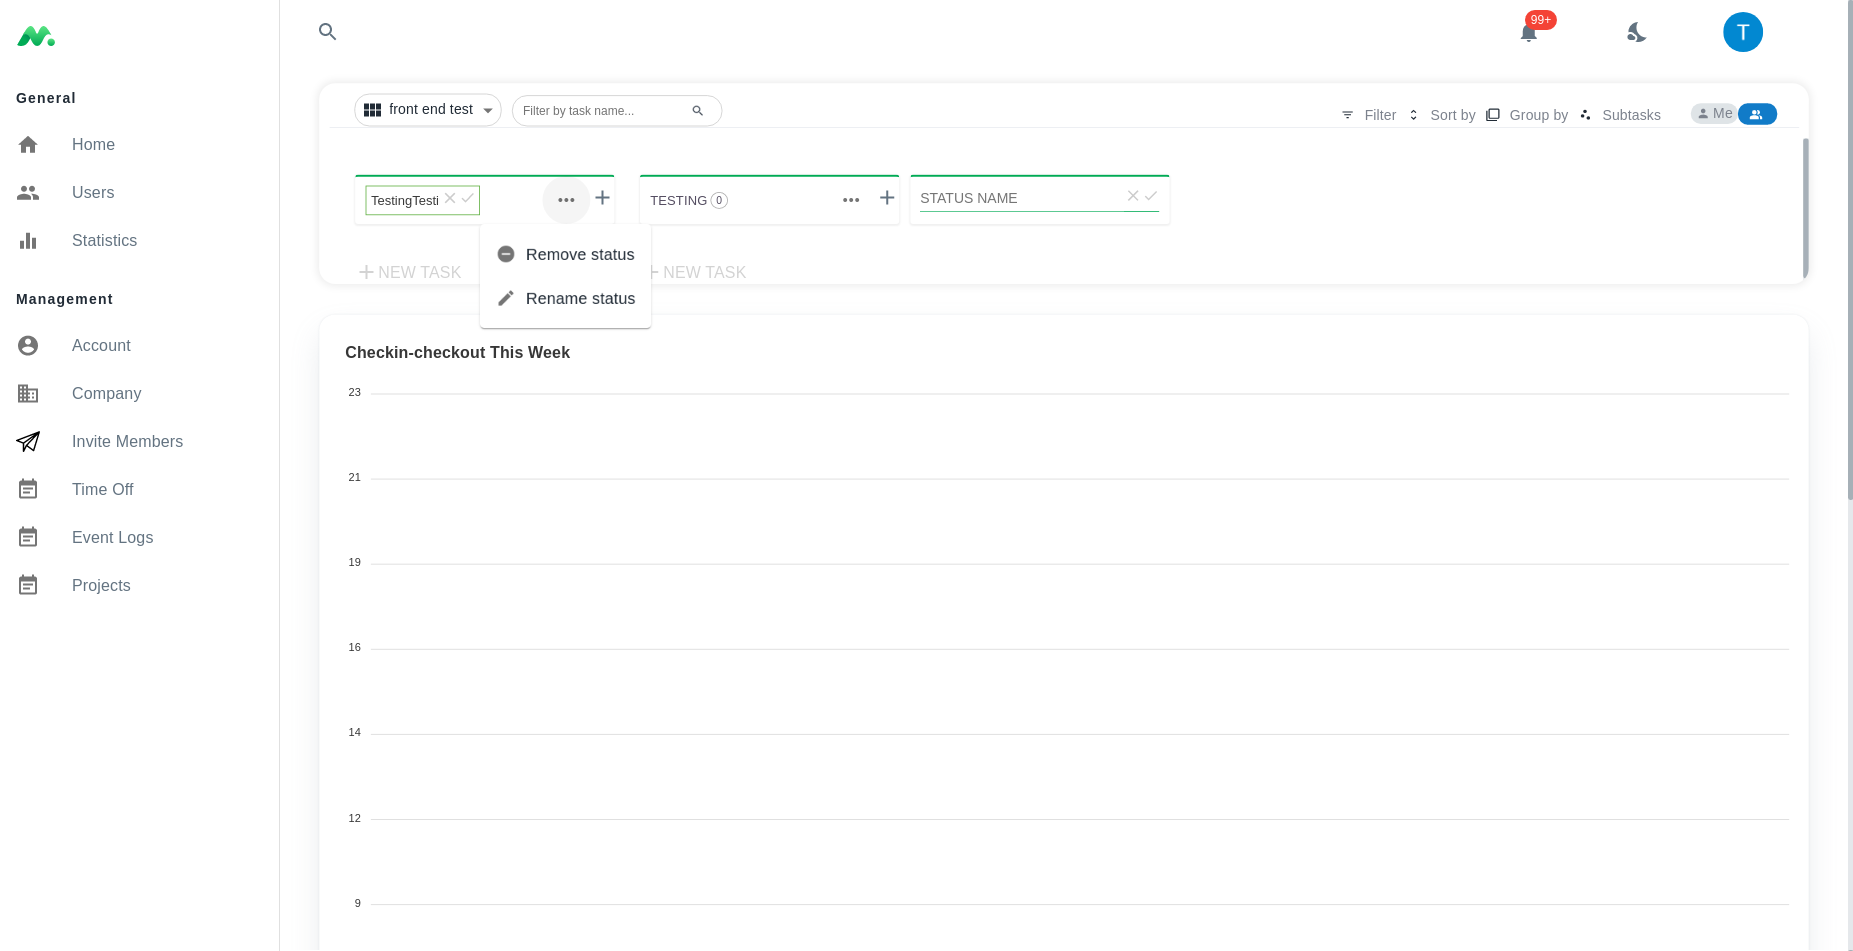 General
Home
Users
Statistics
Management
Account
Company
Invite Members
Time Off
Event Logs
Projects
99+
T
front end test
Filter by task name...
Filter
Sort by
Group by
Subtasks
Me
TestingTesti
TESTING 0
STATUS NAME
Remove status
Rename status
NEW TASK
NEW TASK
Checkin-checkout This Week
23
21
19
16
14
12
9